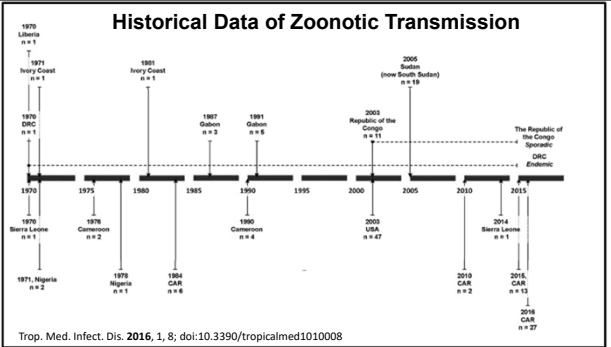 Historical Data of Zoonotic Transmission
1970
Liberia
n = 1
1971
Ivory Coast
n = 1
1981
Ivory Coast
n = 1
2005
Sudan
(now South Sudan)
n = 19
1970
DRC
n = 1
1987
Gabon
n = 3
1991
Gabon
n = 5
2003
Republic of the
Congo
n = 11
The Republic of
the Congo
Sporadic
DRC
Endemic
1970
1975
1980
1985
1990
1995
2000
2005
2010
2015
1970
Sierra Leone
n = 1
1976
Cameroon
n = 2
1990
Cameroon
n = 4
2003
USA
n = 47
2014
Sierra Leone
n = 1
1971, Nigeria
n = 2
1978
Nigeria
n = 1
1984
CAR
n = 6
2010
CAR
n = 2
2015,
CAR
n = 13
2016
CAR
n = 27
Trop. Med. Infect. Dis. 2016, 1, 8; doi:10.3390/tropicalmed1010008